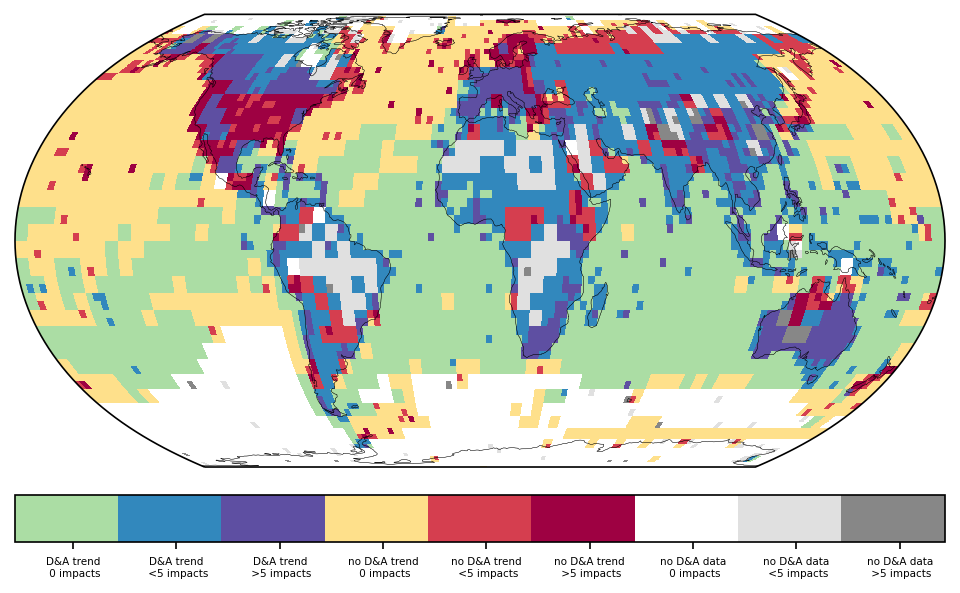 D&A trend
0 impacts
D&A trend
<5 impacts
D&A trend
>5 impacts
no D&A trend
0 impacts
no D&A trend
<5 impacts
no D&A trend
>5 impacts
no D&A data
0 impacts
no D&A data
<5 impacts
no D&A data
>5 impacts